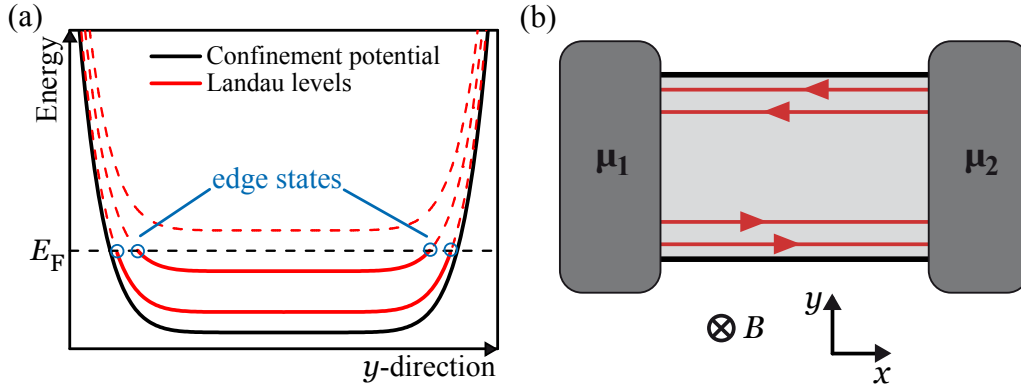 (a)
Energy
Confinement potential
Landau levels
edge states
E_F
y-direction
(b)
μ1
μ2
B
y
x